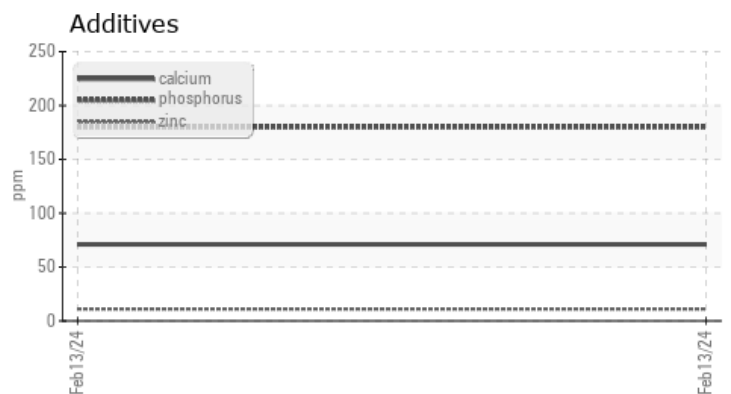 Additives
250
200
150
100
50
0
ppm
calcium
phosphorus
zinc
Feb13/24
Feb13/24